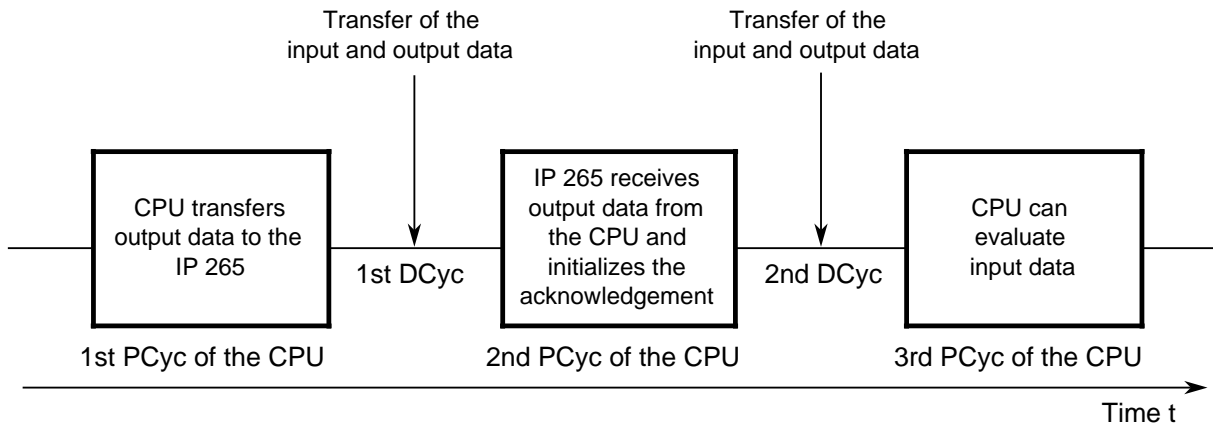 Transfer of the
input and output data
Transfer of the
input and output data
CPU transfers
output data to the
IP 265
1st DCyc
IP 265 receives
output data from
the CPU and
initializes the
acknowledgement
2nd DCyc
CPU can
evaluate
input data
1st PCyc of the CPU
2nd PCyc of the CPU
3rd PCyc of the CPU
Time t